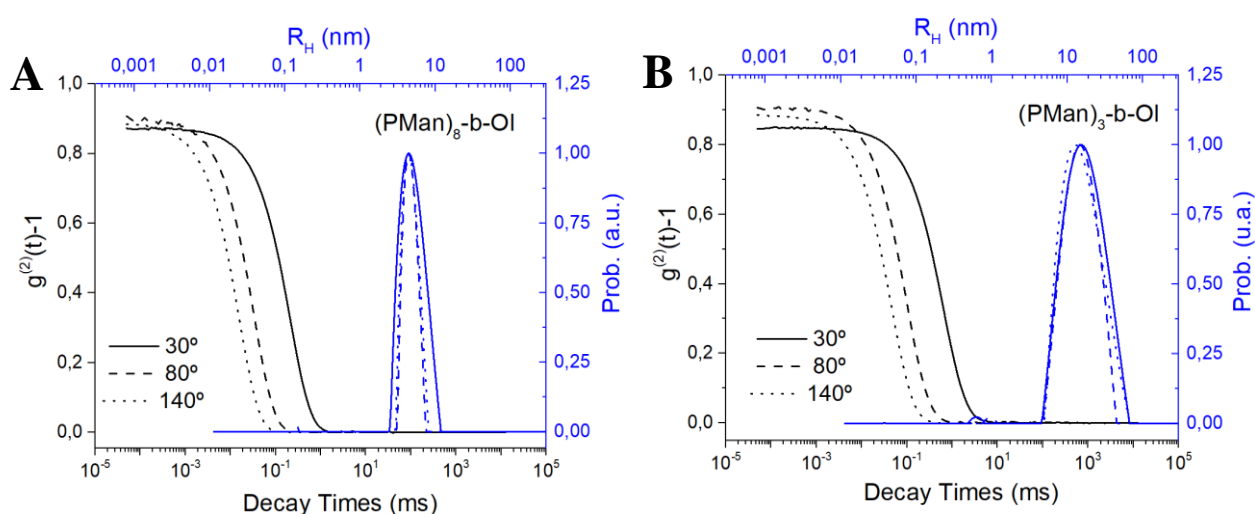 A
R_H (nm)
0,001 0,01 0,1 1 10 100
1,0
0,8
0,6
0,4
0,2
0,0
g^(2)(t)-1
(PMan)_8-b-Ol
30º
80º
140º
1,25
1,00
0,75
0,50
0,25
0,00
Prob. (a.u.)
10^-5 10^-3 10^-1 10^1 10^3 10^5
Decay Times (ms)
B
R_H (nm)
0,001 0,01 0,1 1 10 100
1,0
0,8
0,6
0,4
0,2
0,0
g^(2)(t)-1
(PMan)_3-b-Ol
30º
80º
140º
1,25
1,00
0,75
0,50
0,25
0,00
Prob. (u.a.)
10^-5 10^-3 10^-1 10^1 10^3 10^5
Decay Times (ms)